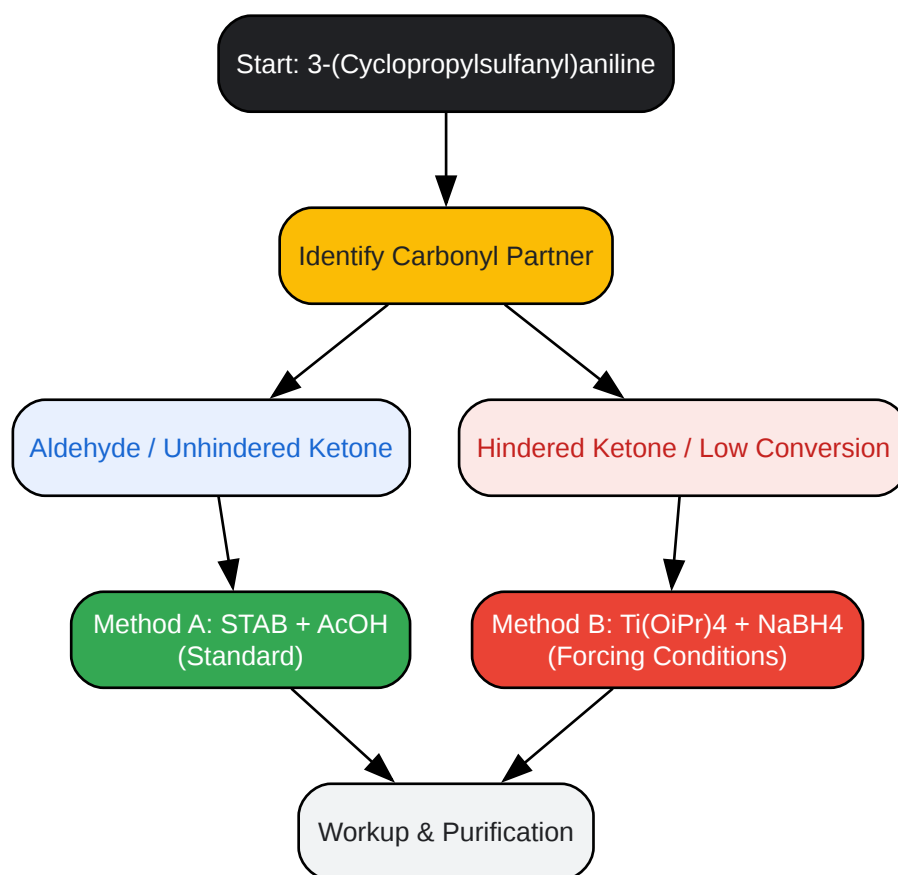 Start: 3-(Cyclopropylsulfanyl)aniline
Identify Carbonyl Partner
Aldehyde / Unhindered Ketone
Hindered Ketone / Low Conversion
Method A: STAB + AcOH
(Standard)
Method B: Ti(OiPr)4 + NaBH4
(Forcing Conditions)
Workup & Purification